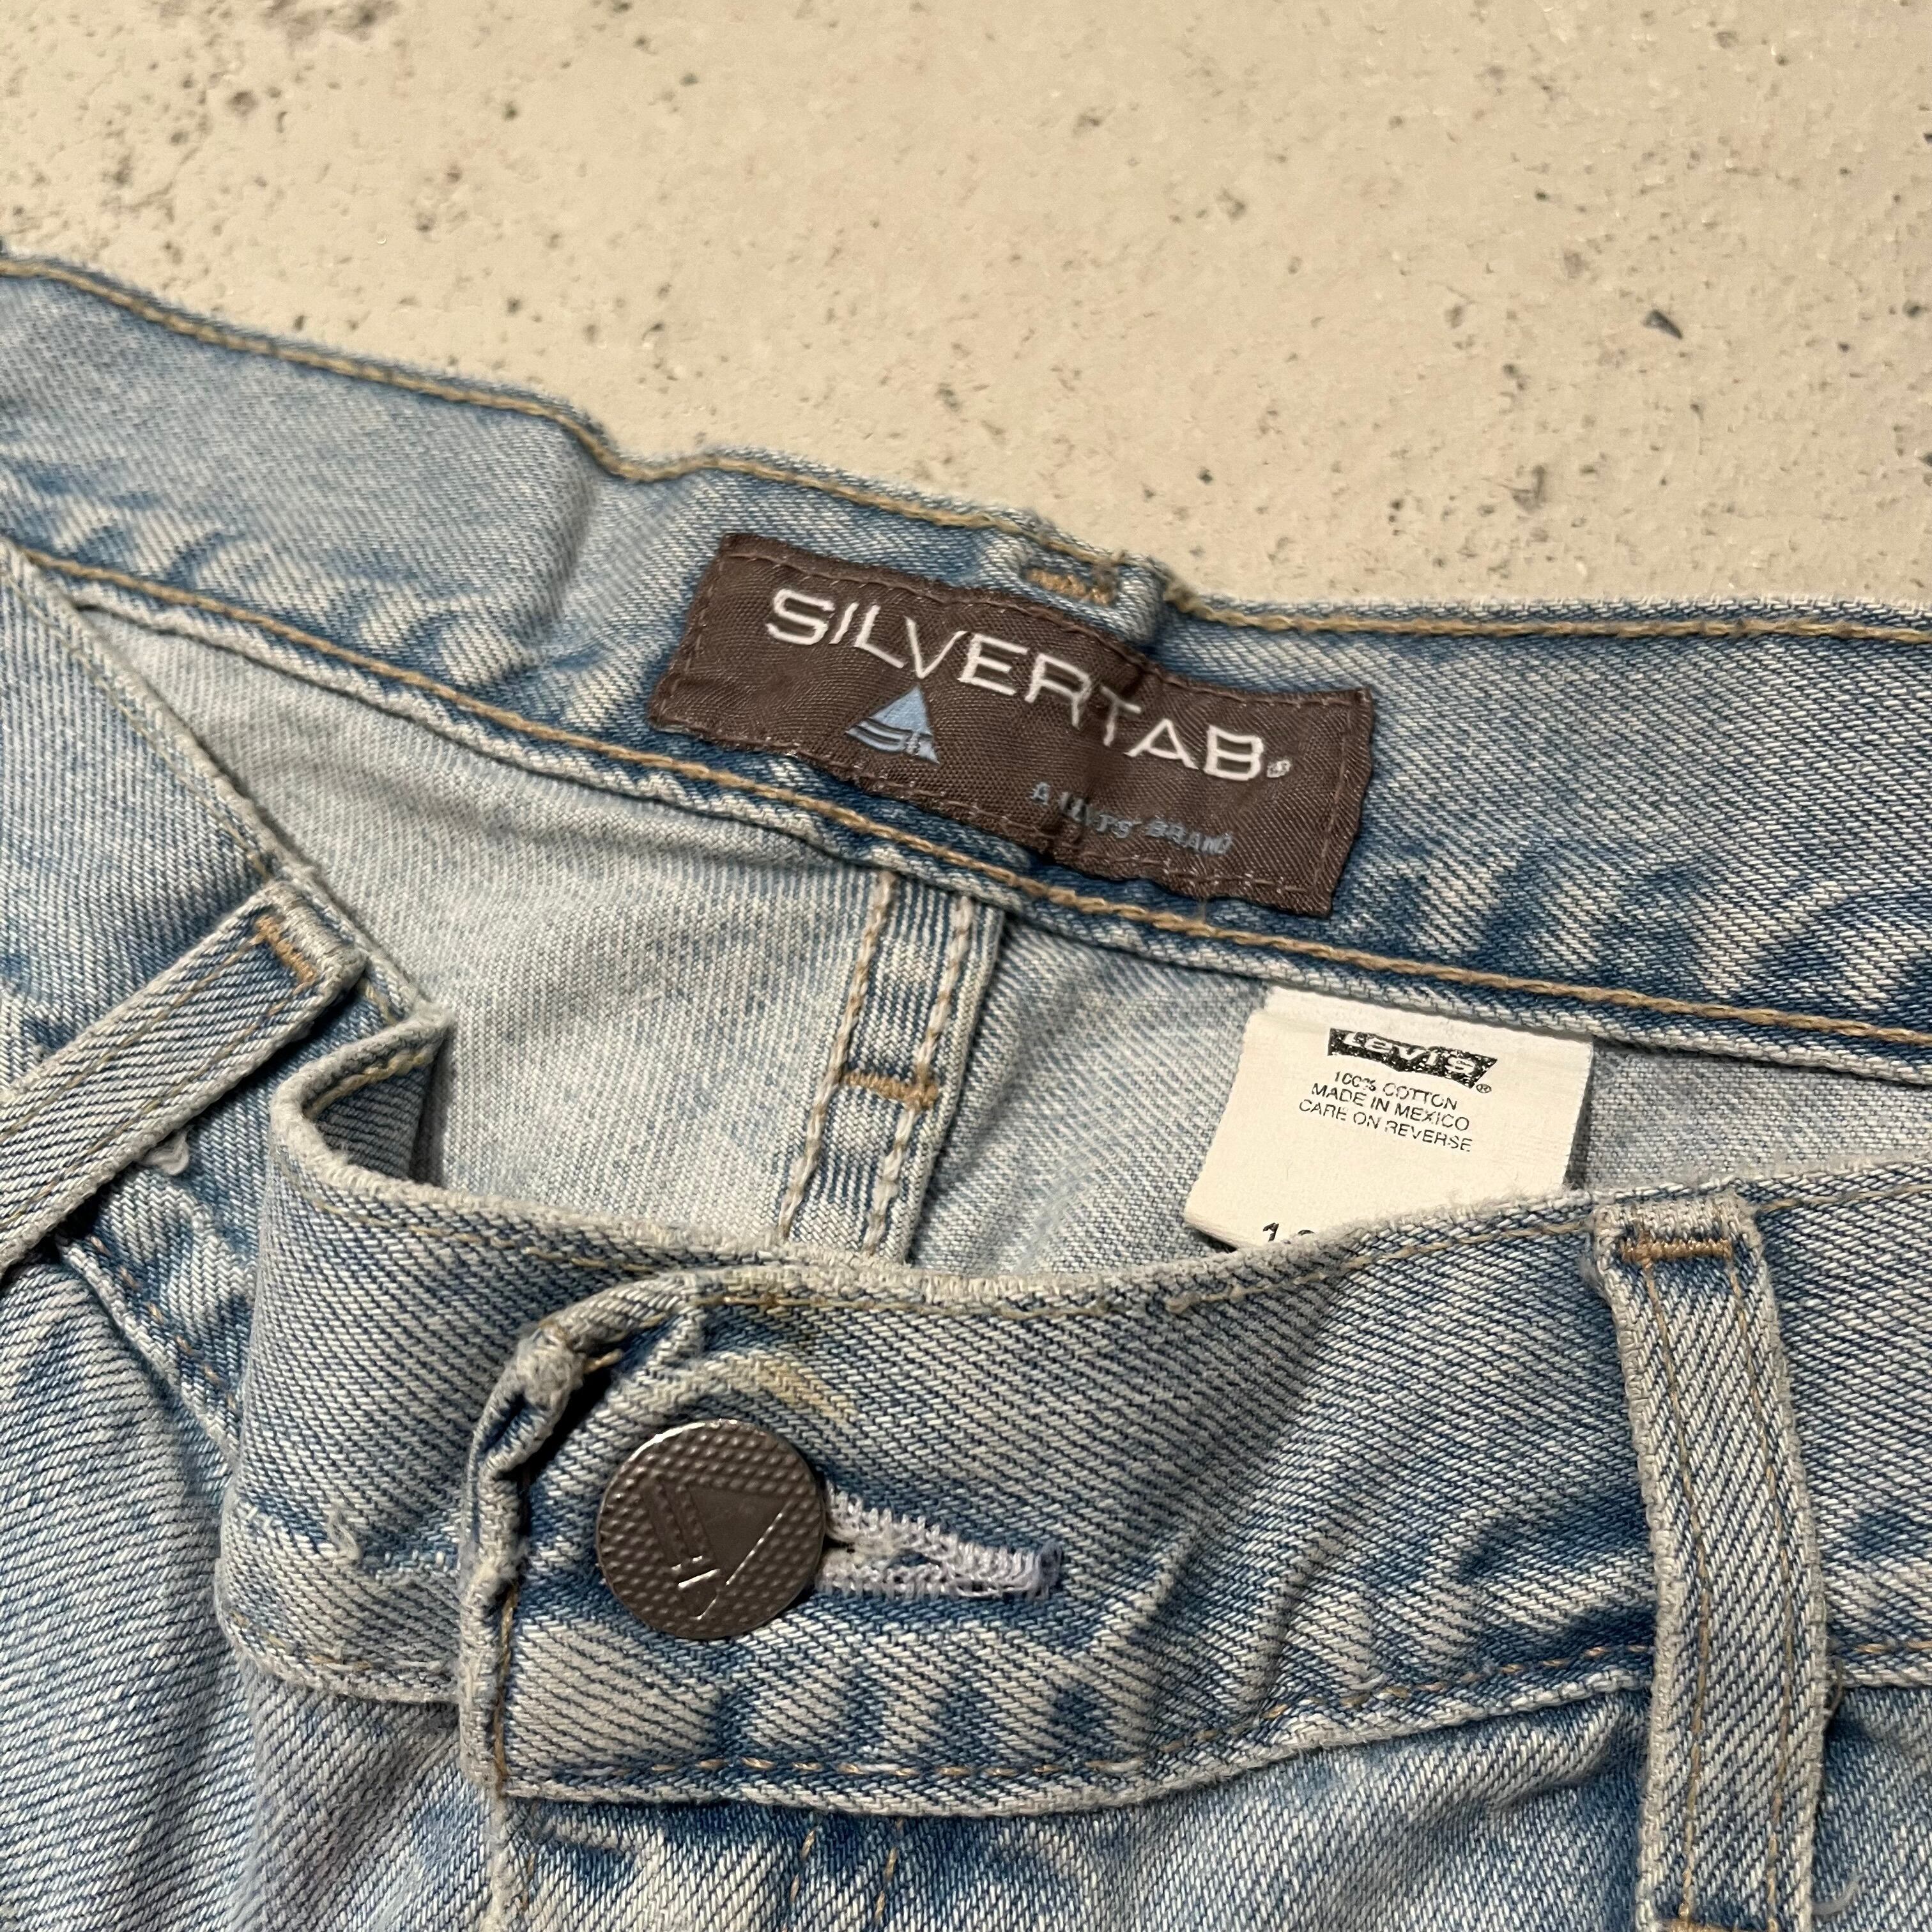 SILVERTAB®
A LEVI'S BRAND
Levi's®
100% COTTON
MADE IN MEXICO
CARE ON REVERSE